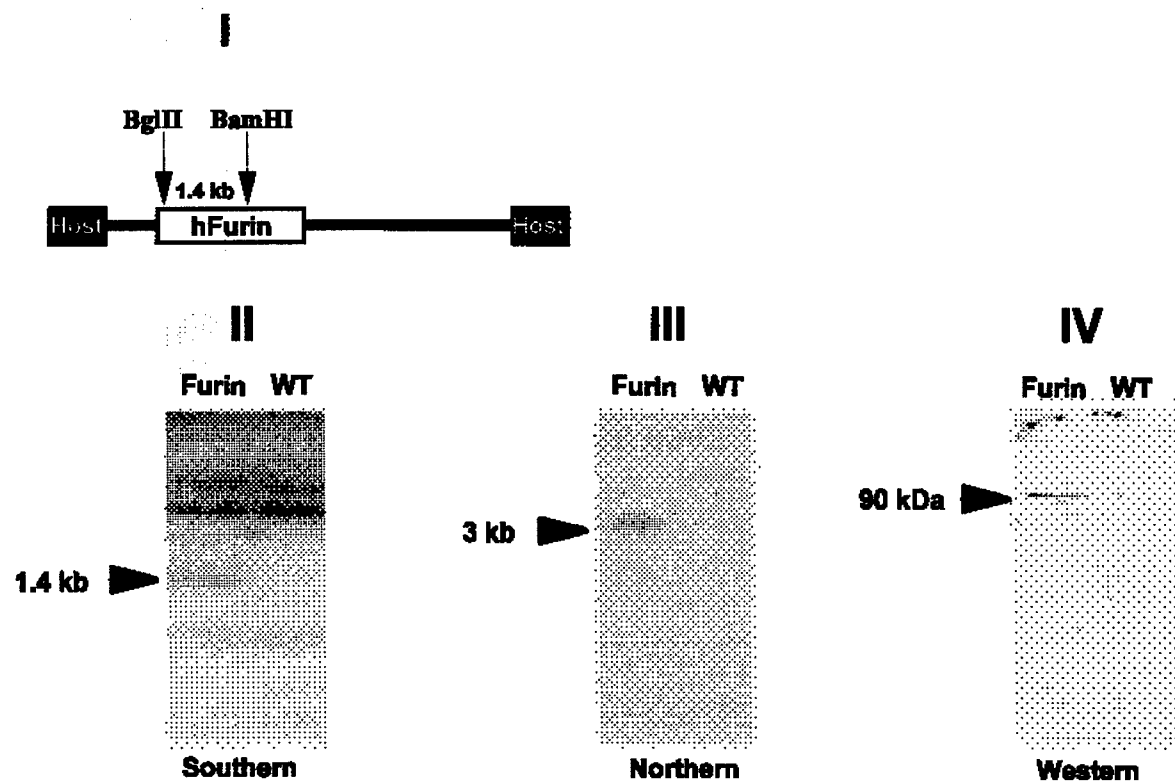 I
BglII BamHI
1.4 kb
Host hFurin Host
II III IV
Furin WT Furin WT Furin WT
90 kDa
3 kb
1.4 kb
Southern Northern Western